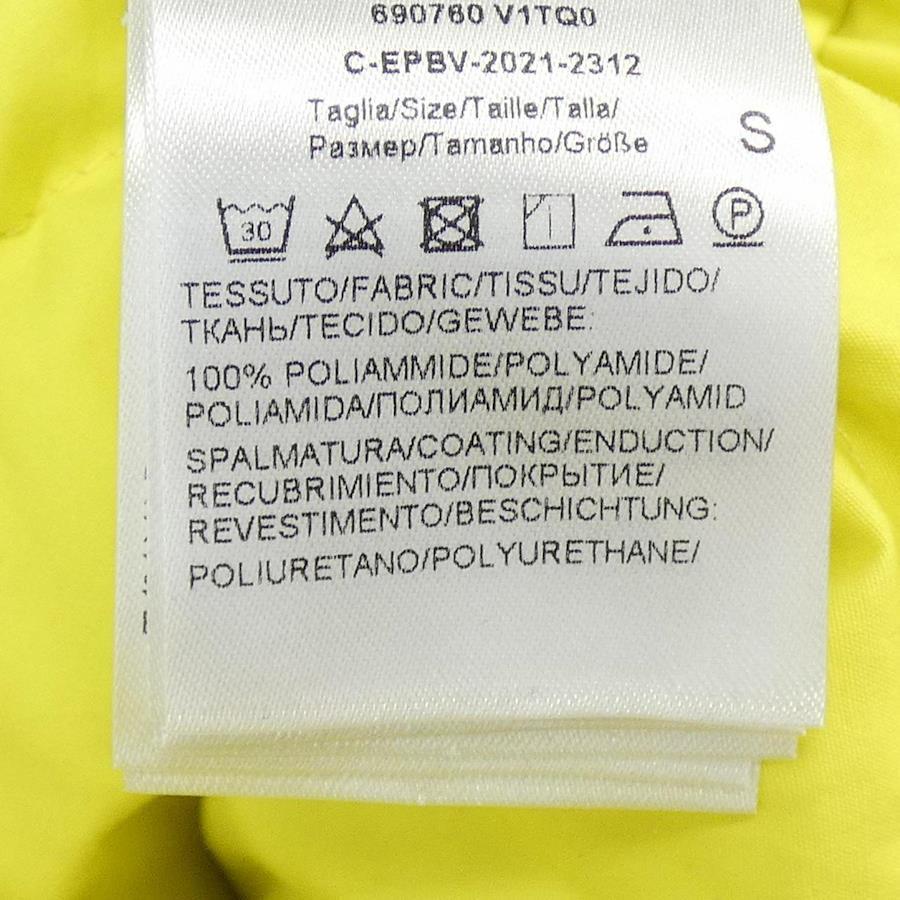 690760 V1TQ0
C-EPBV-2021-2312
Taglia/Size/Taille/Talla/
Размер/Tamanho/Größe S
30 P
TESSUTO/FABRIC/TISSU/TEJIDO/
ТКАНЬ/TECIDO/GEWEBE:
100% POLIAMMIDE/POLYAMIDE/
POLIAMIDA/ПОЛИАМИД/POLYAMID
SPALMATURA/COATING/ENDUCTION/
RECUBRIMIENTO/ПОКРЫТИЕ/
REVESTIMENTO/BESCHICHTUNG:
POLIURETANO/POLYURETHANE/